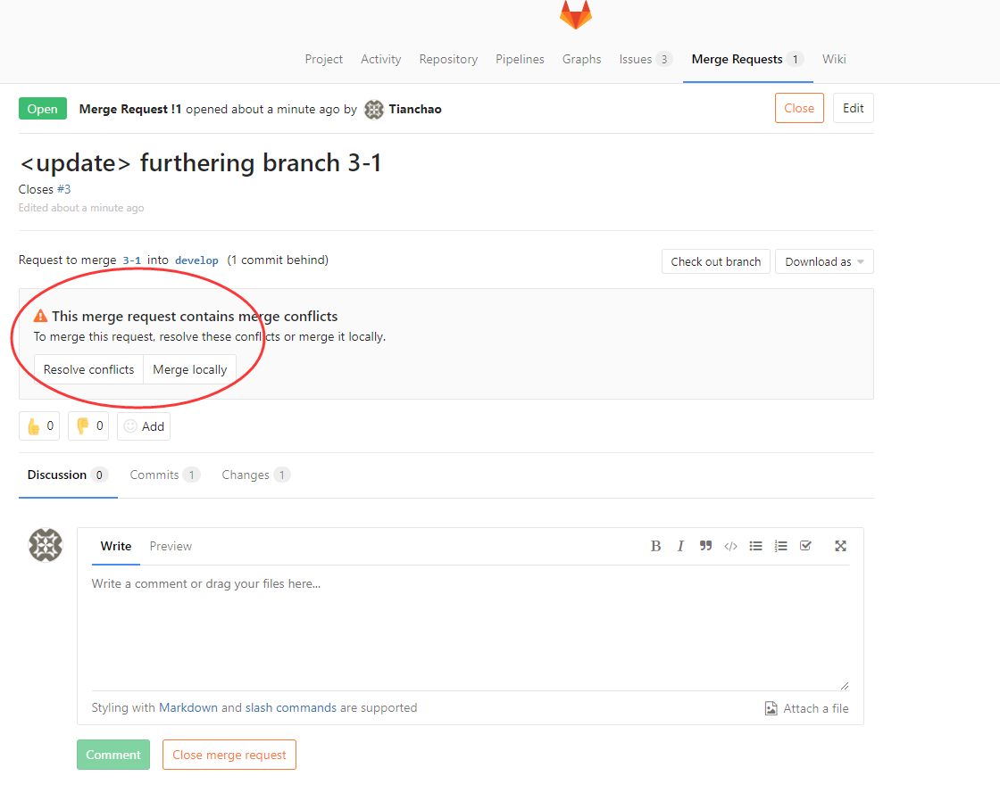 Project Activity Repository Pipelines Graphs Issues 3 Merge Requests 1 Wiki
Open Merge Request !1 opened about a minute ago by Tianchao Close Edit
<update> furthering branch 3-1
Closes #3
Edited about a minute ago
Request to merge 3-1 into develop (1 commit behind) Check out branch Download as
This merge request contains merge conflicts
To merge this request, resolve these conflicts or merge it locally.
Resolve conflicts Merge locally
0 0 Add
Discussion 0 Commits 1 Changes 1
Write Preview B I
Write a comment or drag your files here...
Styling with Markdown and slash commands are supported Attach a file
Comment Close merge request